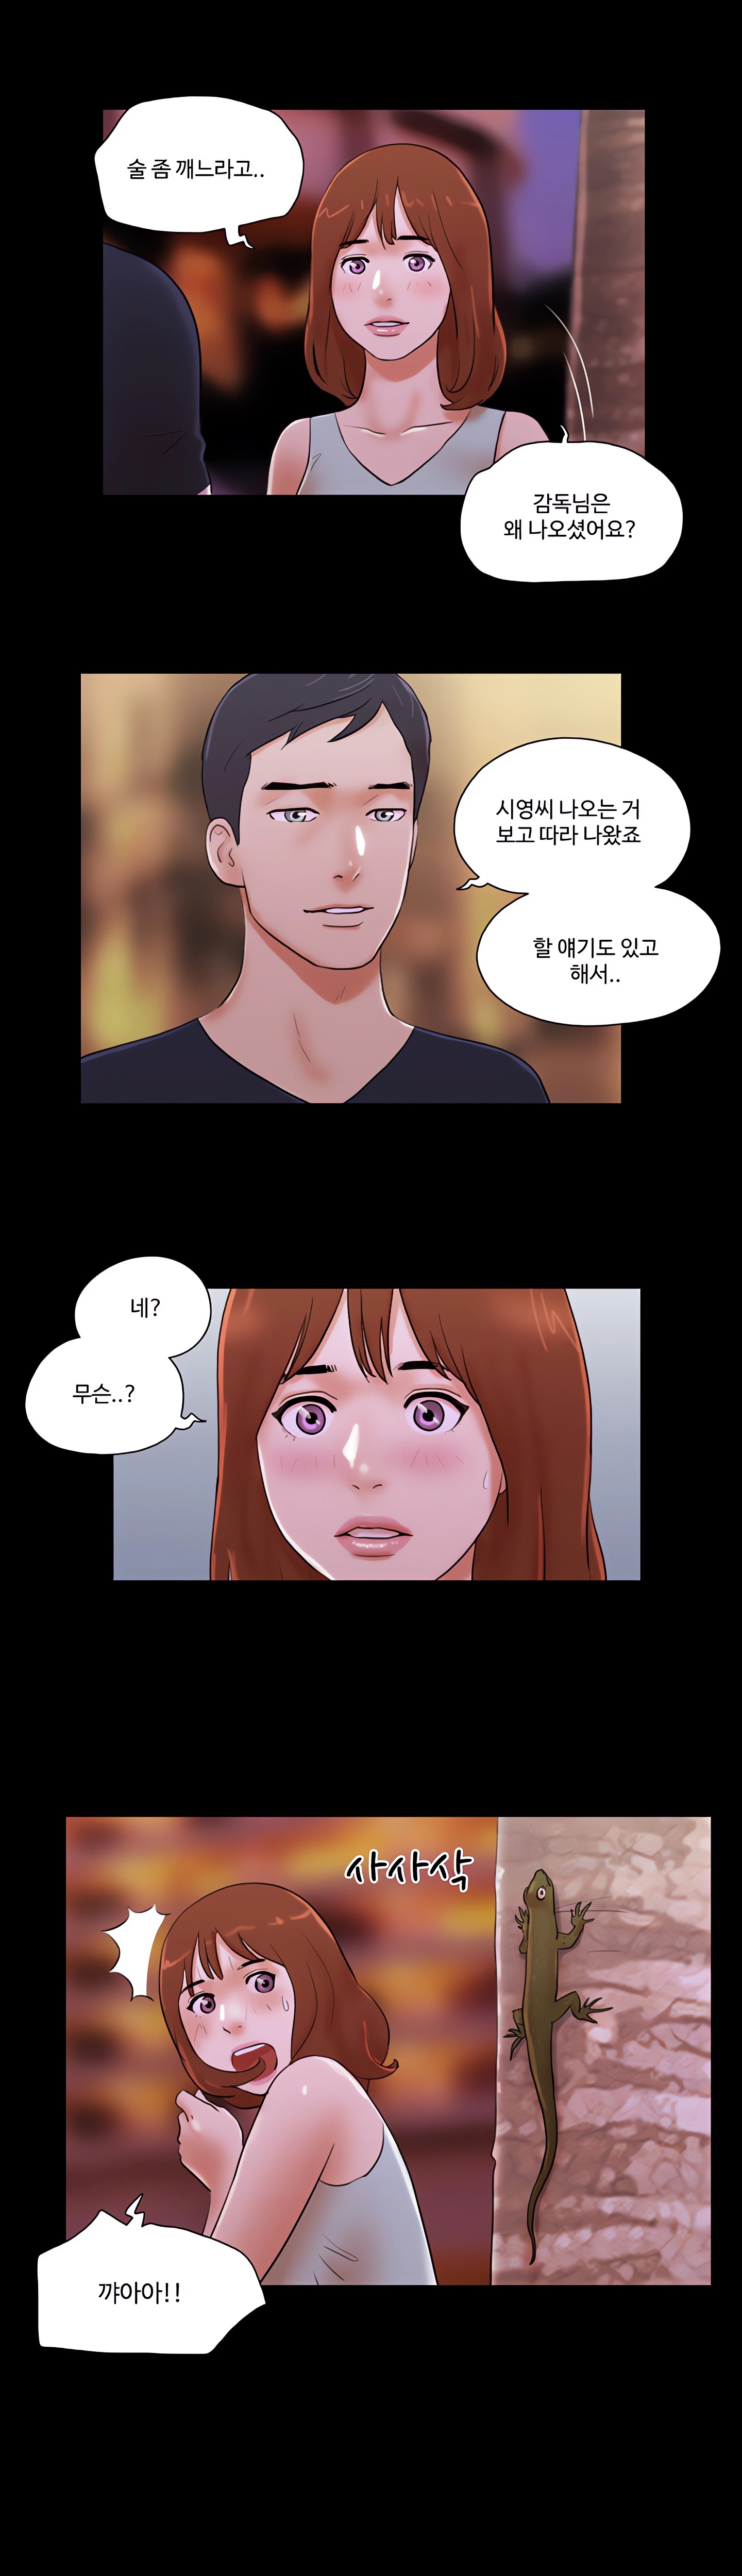 술 좀 깨느라고..
감독님은
왜 나오셨어요?
시영씨 나오는 거
보고 따라 나왔죠
할 얘기도 있고
해서..
네?
무슨..?
사사삭
꺄아아!!